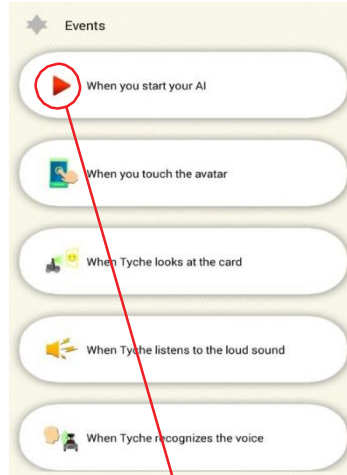 Events
When you start your AI
When you touch the avatar
When Tyche looks at the card
When Tyche listens to the loud sound
When Tyche recognizes the voice